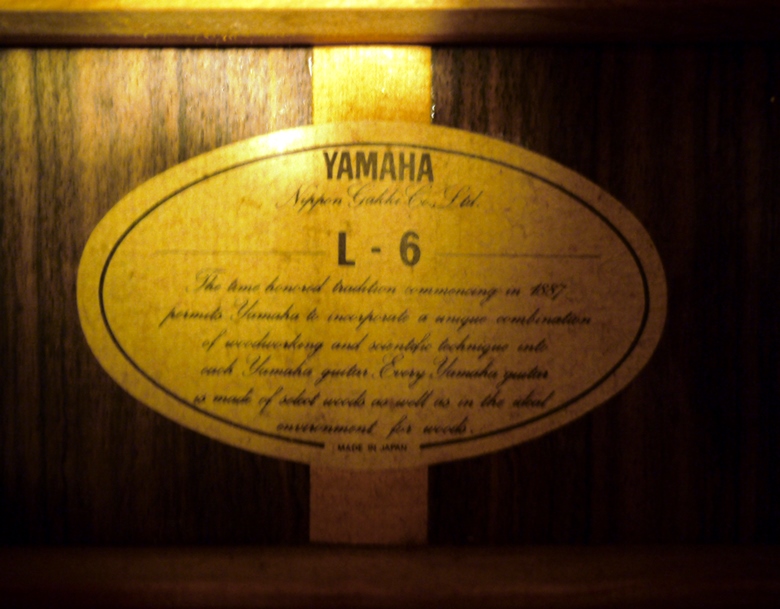 YAMAHA
Nippon Gakki Co., Ltd.
L - 6
The time honored tradition commencing in 1887,
permits Yamaha to incorporate a unique combination
of woodworking and scientific technique into
each Yamaha guitar. Every Yamaha guitar
is made of select woods as well as in the ideal
environment for woods.
MADE IN JAPAN